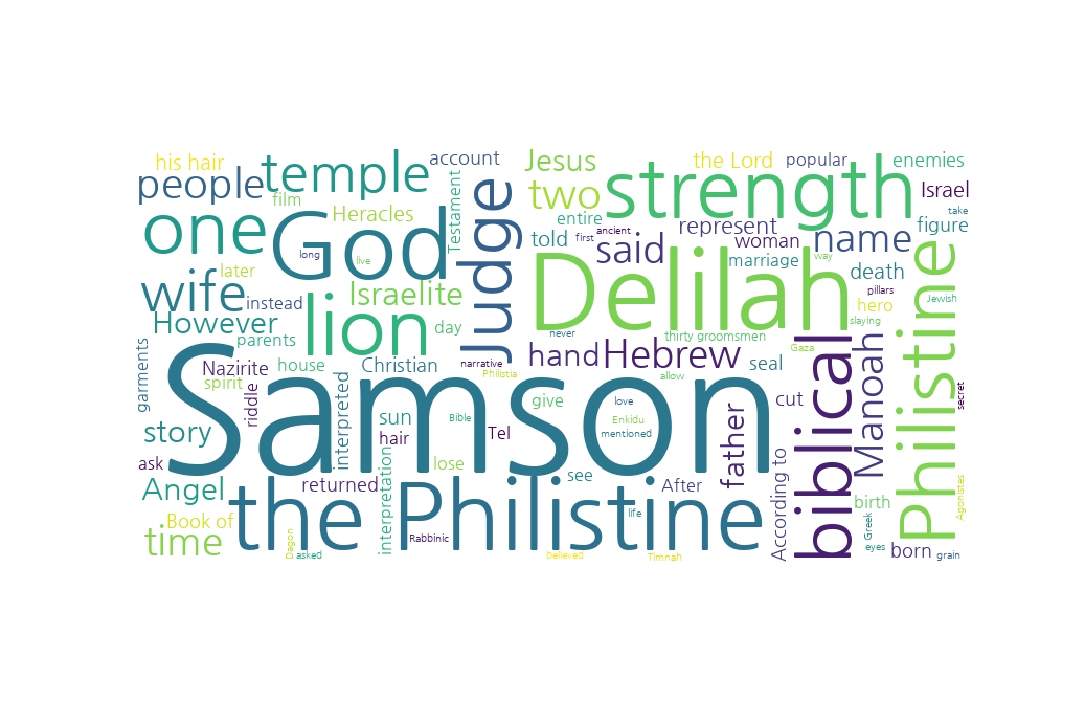 his hair
temple
account
Jesus
the Lord
popular
enemies
people
film
Testament
two
strength
Israel
Heracles
Judge
entire
ancient
represent
take
one
God
told
first
said
woman
name
figure
long
live
later
Delilah
marriage
way
death
wife
instead
Israelite
pillars
hero
Jewish
However
lion
day
never
thirty groomsmen
slaying
Philistine
parents
garments
Nazirite
house
Christian
narrative
Philistia
hand
Hebrew
seal
Gaza
biblical
Manoah
spirit
riddle
interpreted
Samson
allow
love
give
Enkidu
father
cut
secret
sun
Bible
mentioned
story
hair
Tell
ask
lose
see
According to
Angel
returned
After
interpretation
the Philistine
Book of
life
birth
Greek
Agonistes
time
Rabbinic
Dagon
asked
Believed
Timnah
eyes
born
grain